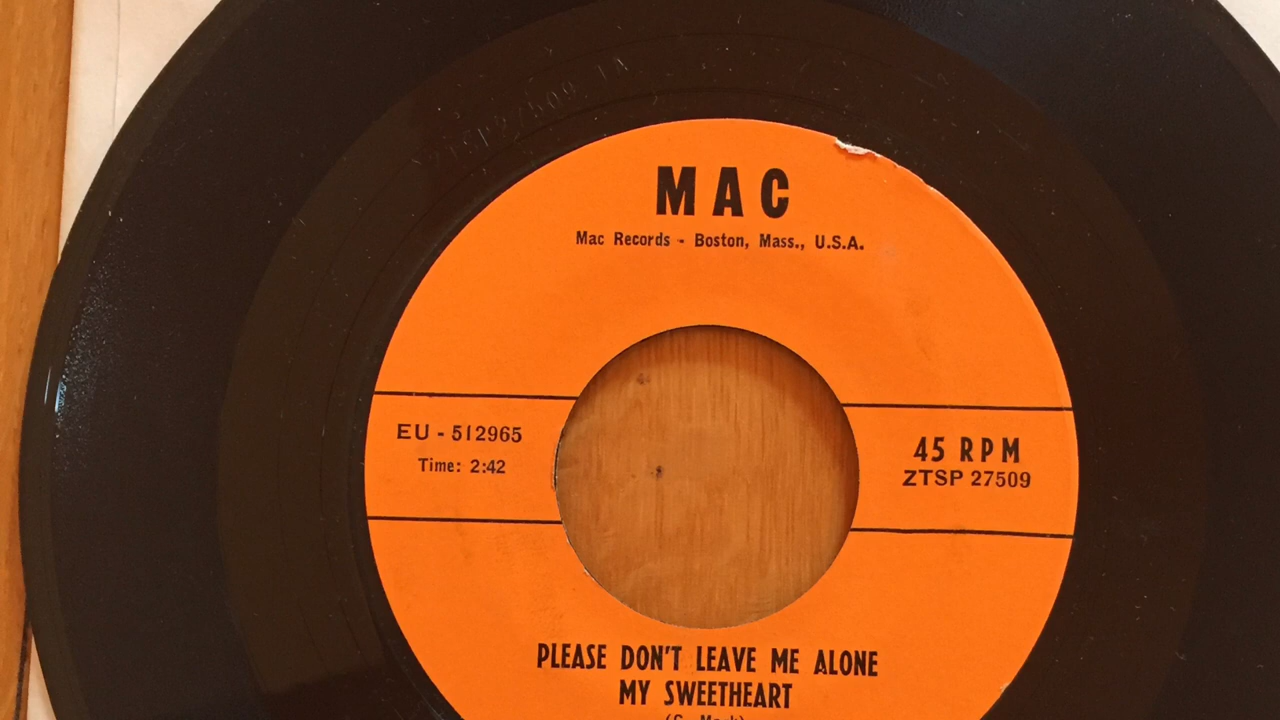 MAC
Mac Records - Boston, Mass., U.S.A.
EU - 512965
Time: 2:42
45 RPM
ZTSP 27509
PLEASE DON'T LEAVE ME ALONE
MY SWEETHEART